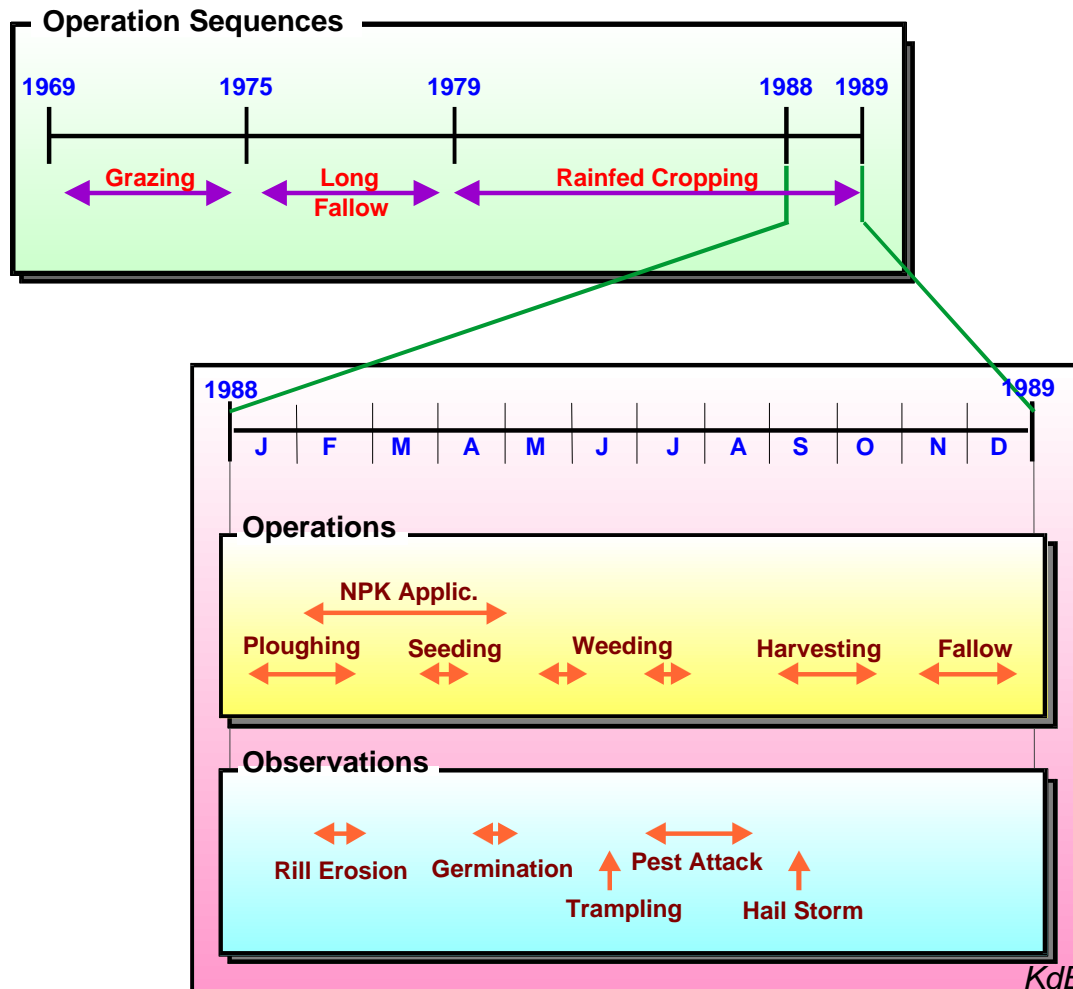 Operation Sequences
1969 1975 1979 1988 1989
Grazing Long Rainfed Cropping
Fallow
1988 1989
J F M A M J J A S O N D
Operations
NPK Applic.
Ploughing Seeding Weeding Harvesting Fallow
Observations
Rill Erosion Germination Pest Attack
Trampling Hail Storm
KdB